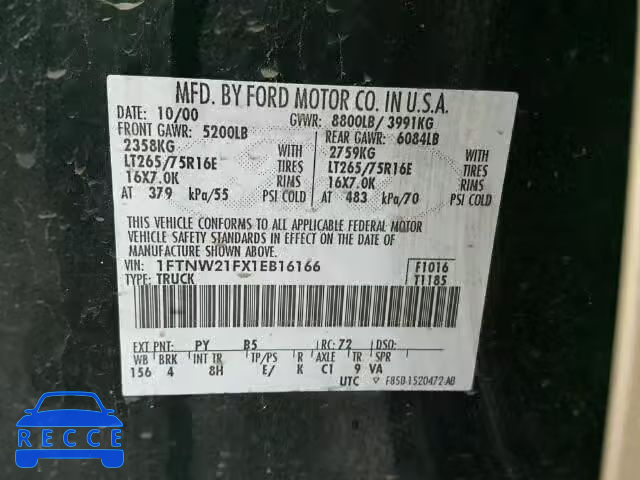 MFD. BY FORD MOTOR CO. IN U.S.A.
DATE: 10/00 GVWR: 8800LB/ 3991KG
FRONT GAWR: 5200LB REAR GAWR: 6084LB
2358KG WITH 2759KG WITH
LT265/75R16E TIRES LT265/75R16E TIRES
16X7.0K RIMS 16X7.0K RIMS
AT 379 kPa/55 PSI COLD AT 483 kPa/70 PSI COLD
THIS VEHICLE CONFORMS TO ALL APPLICABLE FEDERAL MOTOR
VEHICLE SAFETY STANDARDS IN EFFECT ON THE DATE OF
MANUFACTURE SHOWN ABOVE.
VIN: 1FTNW21FX1EB16166 F1016
TYPE: TRUCK T1185
EXT PNT: PY B5 RC: 72 DSO:
WB BRK INT TR TP/PS R AXLE TR SPR
156 4 8H E/ K C1 9 VA
UTC F85B-1520472-AB
RECCE